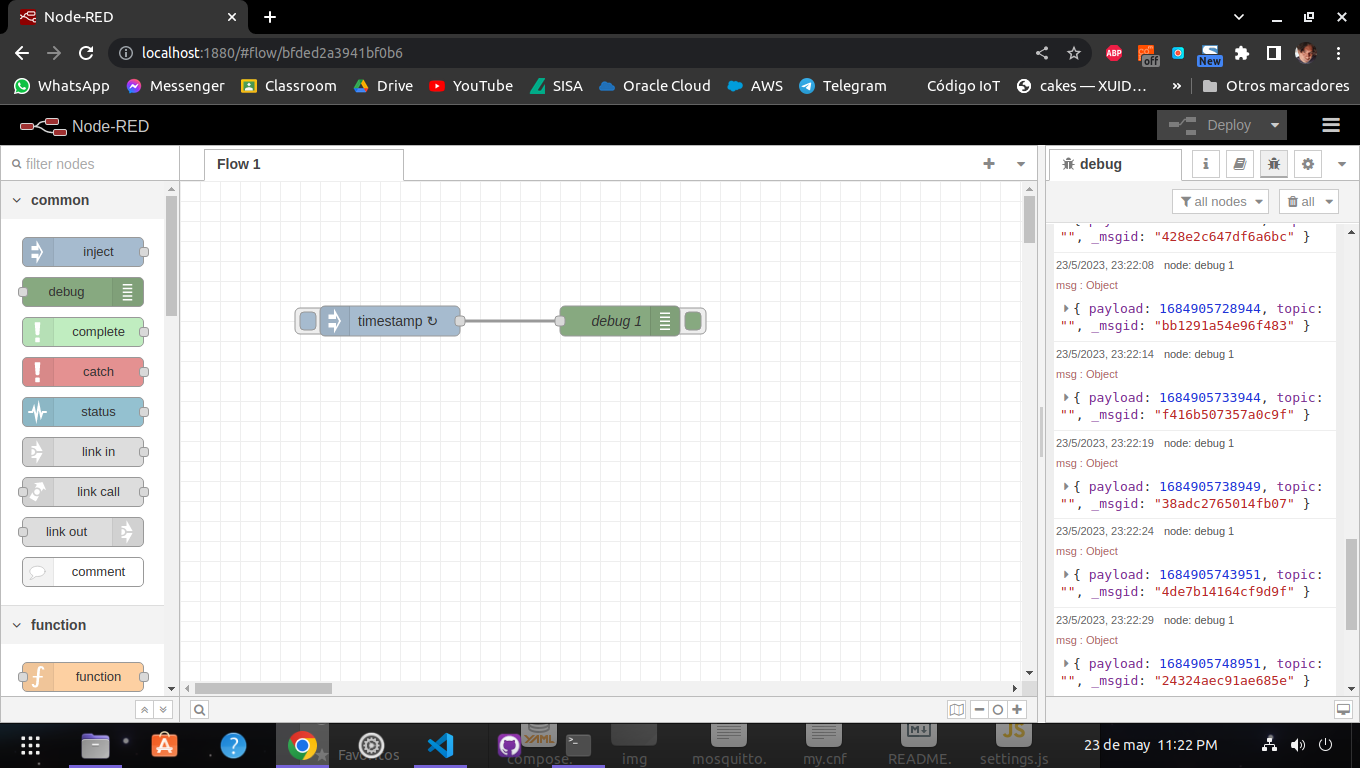 Node-RED
localhost:1880/#flow/bfded2a3941bf0b6
ABP
off
New
WhatsApp
Messenger
Classroom
Drive
YouTube
SISA
Oracle Cloud
AWS
Telegram
Código IoT
cakes — XUID…
»
Otros marcadores
Node-RED
Deploy
filter nodes
Flow 1
debug
common
all nodes
all
inject
debug
complete
catch
status
link in
link call
link out
comment
function
function
timestamp ↻
debug 1
"", _msgid: "428e2c647df6a6bc" }
23/5/2023, 23:22:08 node: debug 1
msg : Object
{ payload: 1684905728944, topic:
"", _msgid: "bb1291a54e96f483" }
23/5/2023, 23:22:14 node: debug 1
msg : Object
{ payload: 1684905733944, topic:
"", _msgid: "f416b507357a0c9f" }
23/5/2023, 23:22:19 node: debug 1
msg : Object
{ payload: 1684905738949, topic:
"", _msgid: "38adc2765014fb07" }
23/5/2023, 23:22:24 node: debug 1
msg : Object
{ payload: 1684905743951, topic:
"", _msgid: "4de7b14164cf9d9f" }
23/5/2023, 23:22:29 node: debug 1
msg : Object
{ payload: 1684905748951, topic:
"", _msgid: "24324aec91ae685e" }
Favoritos
YAML
compose.
img
mosquitto.
my.cnf
README.
JS
settings.js
23 de may 11:22 PM